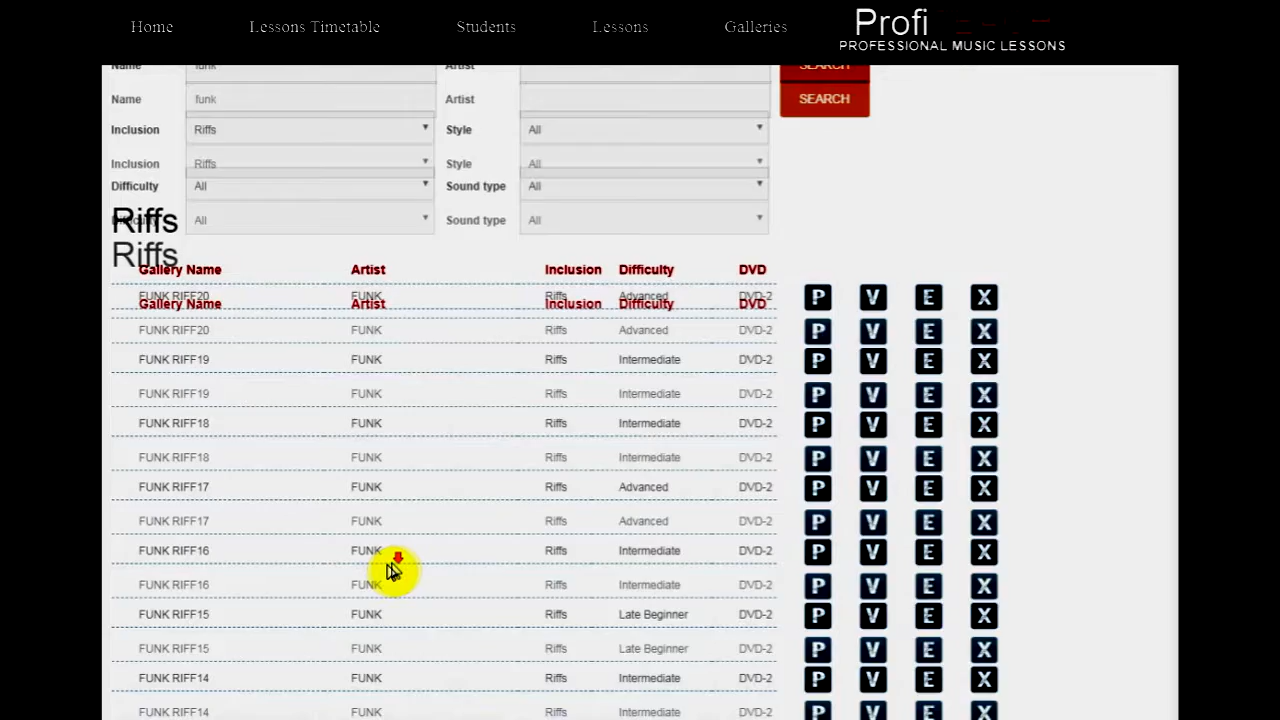 Home Lessons Timetable Students Lessons Galleries Profi
PROFESSIONAL MUSIC LESSONS
Name funk Artist SEARCH
Name funk Artist SEARCH
Inclusion Riffs Style All
Inclusion Riffs Style All
Difficulty All Sound type All
Difficulty All Sound type All
Riffs
Riffs
Gallery Name Artist Inclusion Difficulty DVD
FUNK RIFF20 FUNK Riffs Advanced DVD-2 P V E X
Gallery Name Artist Inclusion Difficulty DVD
FUNK RIFF20 FUNK Riffs Advanced DVD-2 P V E X
FUNK RIFF19 FUNK Riffs Intermediate DVD-2 P V E X
FUNK RIFF19 FUNK Riffs Intermediate DVD-2 P V E X
FUNK RIFF18 FUNK Riffs Intermediate DVD-2 P V E X
FUNK RIFF18 FUNK Riffs Intermediate DVD-2 P V E X
FUNK RIFF17 FUNK Riffs Advanced DVD-2 P V E X
FUNK RIFF17 FUNK Riffs Advanced DVD-2 P V E X
FUNK RIFF16 FUNK Riffs Intermediate DVD-2 P V E X
FUNK RIFF16 FUNK Riffs Intermediate DVD-2 P V E X
FUNK RIFF15 FUNK Riffs Late Beginner DVD-2 P V E X
FUNK RIFF15 FUNK Riffs Late Beginner DVD-2 P V E X
FUNK RIFF14 FUNK Riffs Intermediate DVD-2 P V E X
FUNK RIFF14 FUNK Riffs Intermediate DVD-2 P V E X